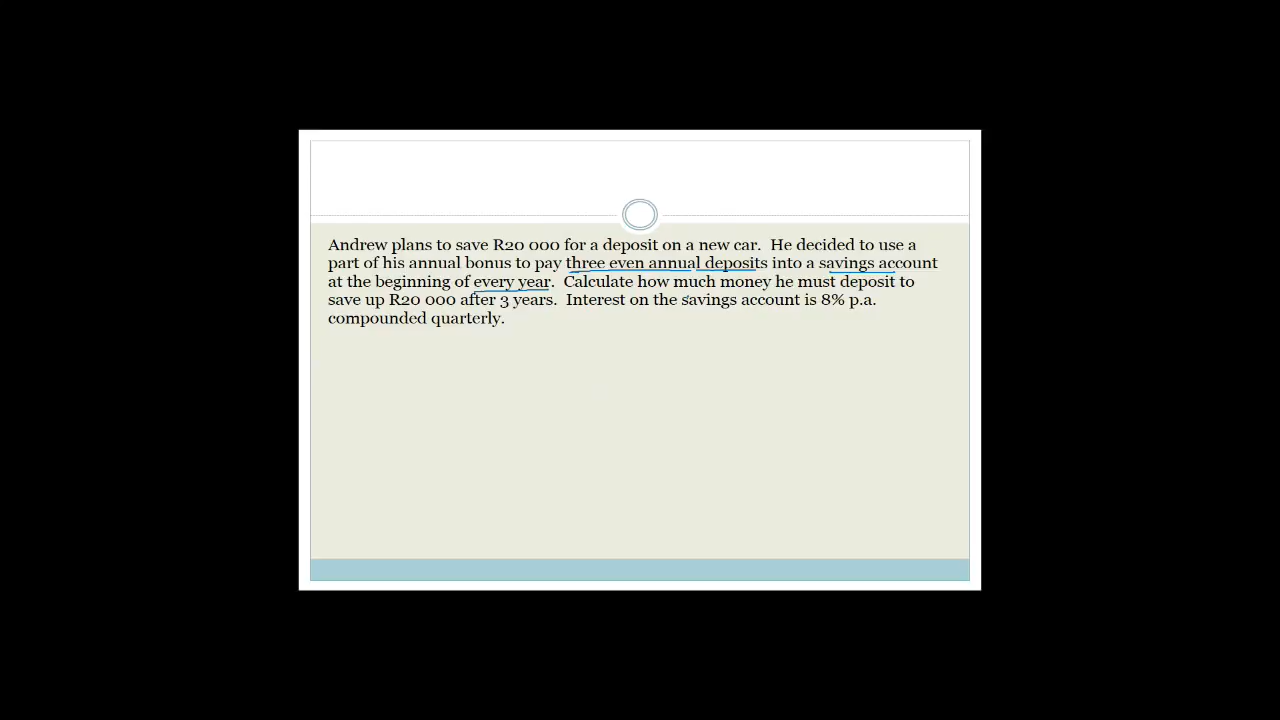 Andrew plans to save R20 000 for a deposit on a new car. He decided to use a
part of his annual bonus to pay three even annual deposits into a savings account
at the beginning of every year. Calculate how much money he must deposit to
save up R20 000 after 3 years. Interest on the savings account is 8% p.a.
compounded quarterly.